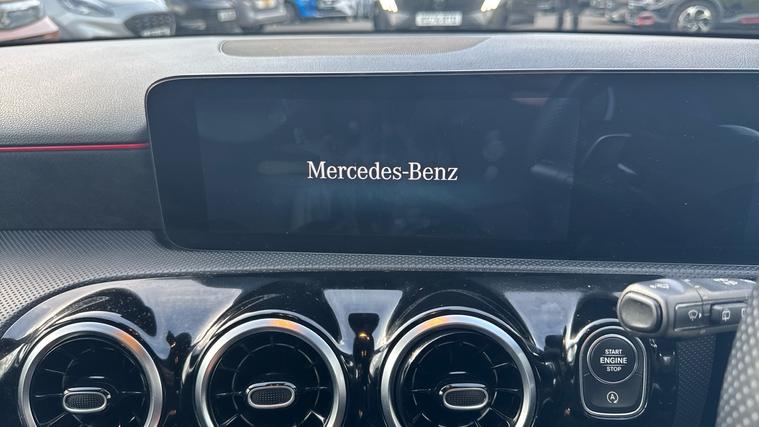 Mercedes-Benz
START
ENGINE
STOP
A